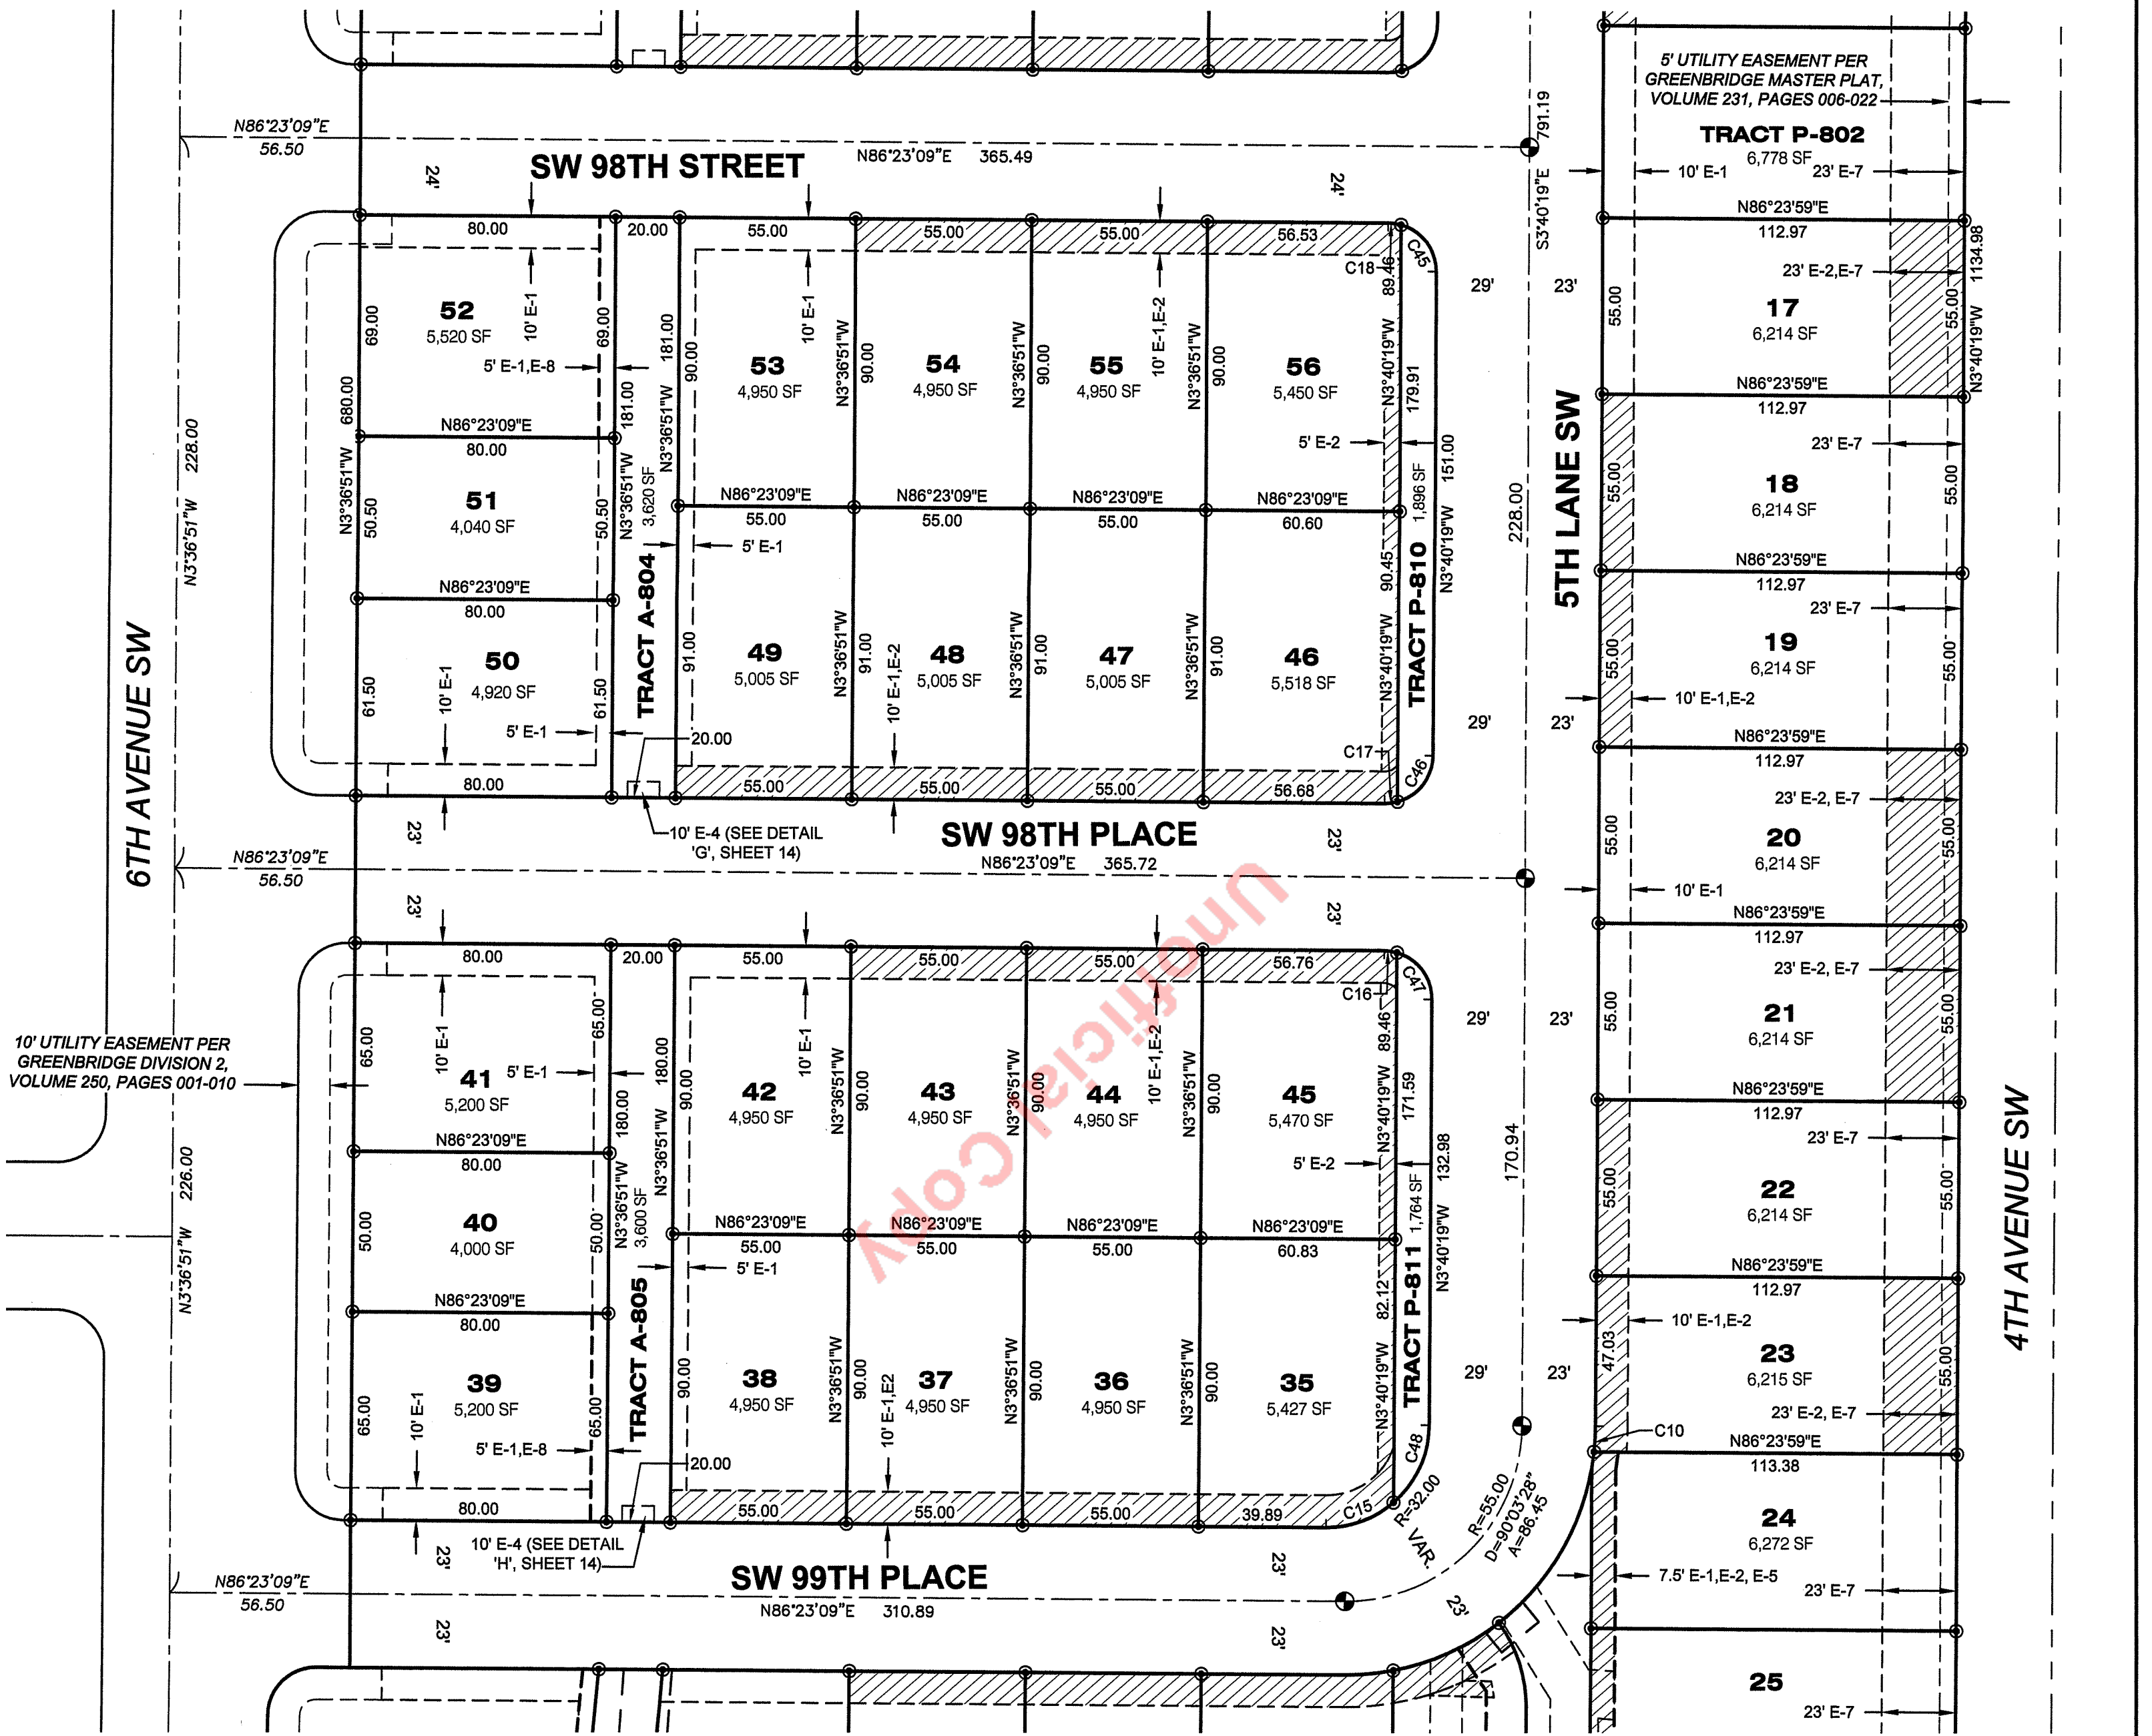 5' UTILITY EASEMENT PER
GREENBRIDGE MASTER PLAT,
VOLUME 231, PAGES 006-022
TRACT P-802
6,778 SF
10' E-1
23' E-7
791.19
S3°40'19"E
N86°23'09"E
56.50
SW 98TH STREET
N86°23'09"E 365.49
24'
24'
80.00
20.00
55.00
55.00
55.00
56.53
C45
C18
89.46
52
5,520 SF
69.00
69.00
10' E-1
5' E-1,E-8
181.00
181.00
N3°36'51"W
N3°36'51"W
3,620 SF
TRACT A-804
680.00
N3°36'51"W
N86°23'09"E
80.00
51
4,040 SF
50.50
50.50
N86°23'09"E
80.00
50
4,920 SF
61.50
61.50
10' E-1
5' E-1
80.00
53
4,950 SF
90.00
10' E-1
N3°36'51"W
90.00
54
4,950 SF
N3°36'51"W
90.00
55
4,950 SF
10' E-1,E-2
N3°36'51"W
90.00
56
5,450 SF
N3°40'19"W
179.91
5' E-2
151.00
N3°40'19"W
1,896 SF
TRACT P-810
N86°23'09"E
55.00
N86°23'09"E
55.00
N86°23'09"E
55.00
N86°23'09"E
60.60
5' E-1
49
5,005 SF
91.00
N3°36'51"W
91.00
48
5,005 SF
10' E-1,E-2
N3°36'51"W
91.00
47
5,005 SF
N3°36'51"W
91.00
46
5,518 SF
90.45
N3°40'19"W
C17
C46
20.00
55.00
55.00
55.00
56.68
10' E-4 (SEE DETAIL
'G', SHEET 14)
SW 98TH PLACE
N86°23'09"E 365.72
N86°23'09"E
56.50
23'
23'
23'
23'
6TH AVENUE SW
N3°36'51"W 228.00
N3°36'51"W 226.00
10' UTILITY EASEMENT PER
GREENBRIDGE DIVISION 2,
VOLUME 250, PAGES 001-010
80.00
20.00
55.00
55.00
55.00
56.76
C47
C16
41
5,200 SF
65.00
65.00
10' E-1
5' E-1
180.00
180.00
N3°36'51"W
N3°36'51"W
3,600 SF
TRACT A-805
N86°23'09"E
80.00
40
4,000 SF
50.00
50.00
N86°23'09"E
80.00
39
5,200 SF
65.00
65.00
10' E-1
5' E-1,E-8
80.00
42
4,950 SF
90.00
10' E-1
N3°36'51"W
90.00
43
4,950 SF
N3°36'51"W
90.00
44
4,950 SF
10' E-1,E-2
N3°36'51"W
90.00
45
5,470 SF
89.46
N3°40'19"W
171.59
5' E-2
132.98
N3°40'19"W
1,764 SF
TRACT P-811
N86°23'09"E
55.00
N86°23'09"E
55.00
N86°23'09"E
55.00
N86°23'09"E
60.83
5' E-1
38
4,950 SF
90.00
N3°36'51"W
90.00
37
4,950 SF
10' E-1,E2
N3°36'51"W
90.00
36
4,950 SF
N3°36'51"W
90.00
35
5,427 SF
82.12
N3°40'19"W
C48
C15
20.00
55.00
55.00
55.00
39.89
R=32.00
VAR.
R=55.00
D=90°03'28"
A=86.45
10' E-4 (SEE DETAIL
'H', SHEET 14)
SW 99TH PLACE
N86°23'09"E 310.89
N86°23'09"E
56.50
23'
23'
23'
23'
23'
5TH LANE SW
228.00
170.94
29'
23'
29'
23'
29'
23'
29'
23'
N86°23'59"E
112.97
23' E-2,E-7
17
6,214 SF
55.00
55.00
1134.98
N3°40'19"W
N86°23'59"E
112.97
23' E-7
18
6,214 SF
55.00
55.00
N86°23'59"E
112.97
23' E-7
19
6,214 SF
55.00
55.00
10' E-1,E-2
N86°23'59"E
112.97
23' E-2, E-7
20
6,214 SF
55.00
55.00
10' E-1
N86°23'59"E
112.97
23' E-2, E-7
21
6,214 SF
55.00
55.00
N86°23'59"E
112.97
23' E-7
22
6,214 SF
55.00
55.00
N86°23'59"E
112.97
10' E-1,E-2
23
6,215 SF
47.03
55.00
23' E-2, E-7
C10
N86°23'59"E
113.38
24
6,272 SF
7.5' E-1,E-2, E-5
23' E-7
25
23' E-7
4TH AVENUE SW
Unofficial Copy